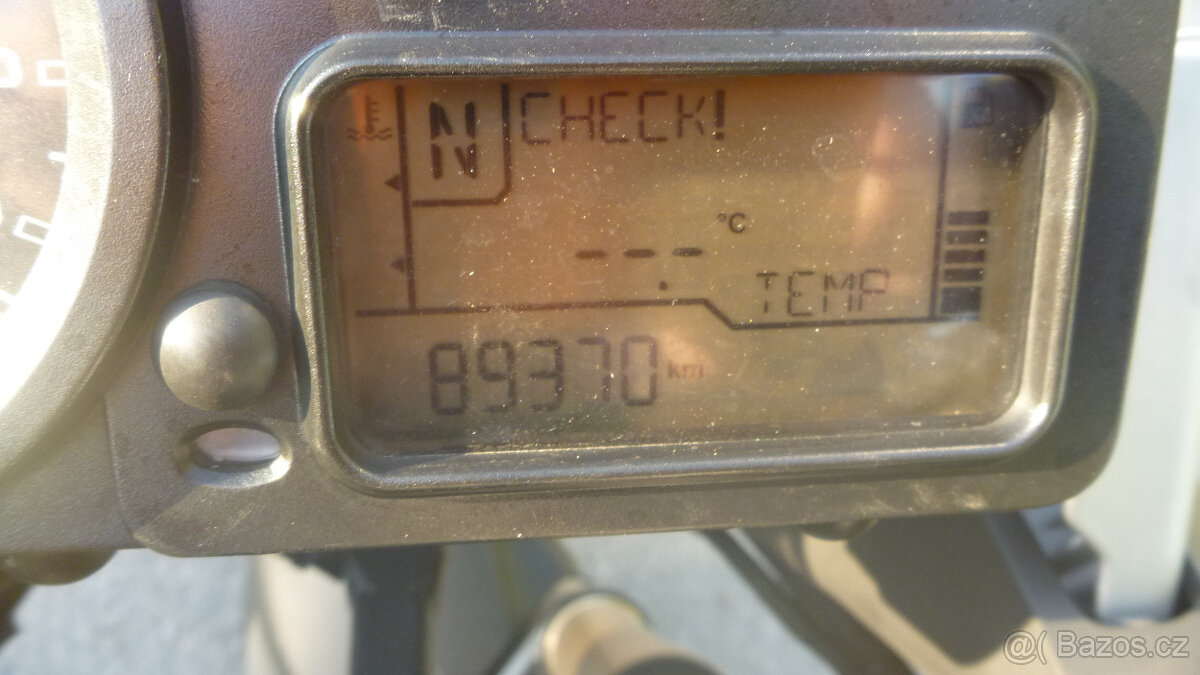 N CHECK!
°C
---
TEMP
89370 km
@( Bazos.cz